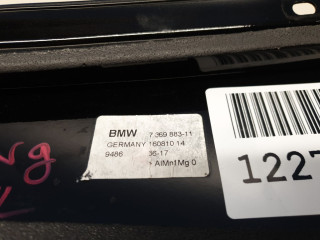 BMW 7 369 883-11
GERMANY 160810 14
9486 36-17
AlMn1Mg 0
1227